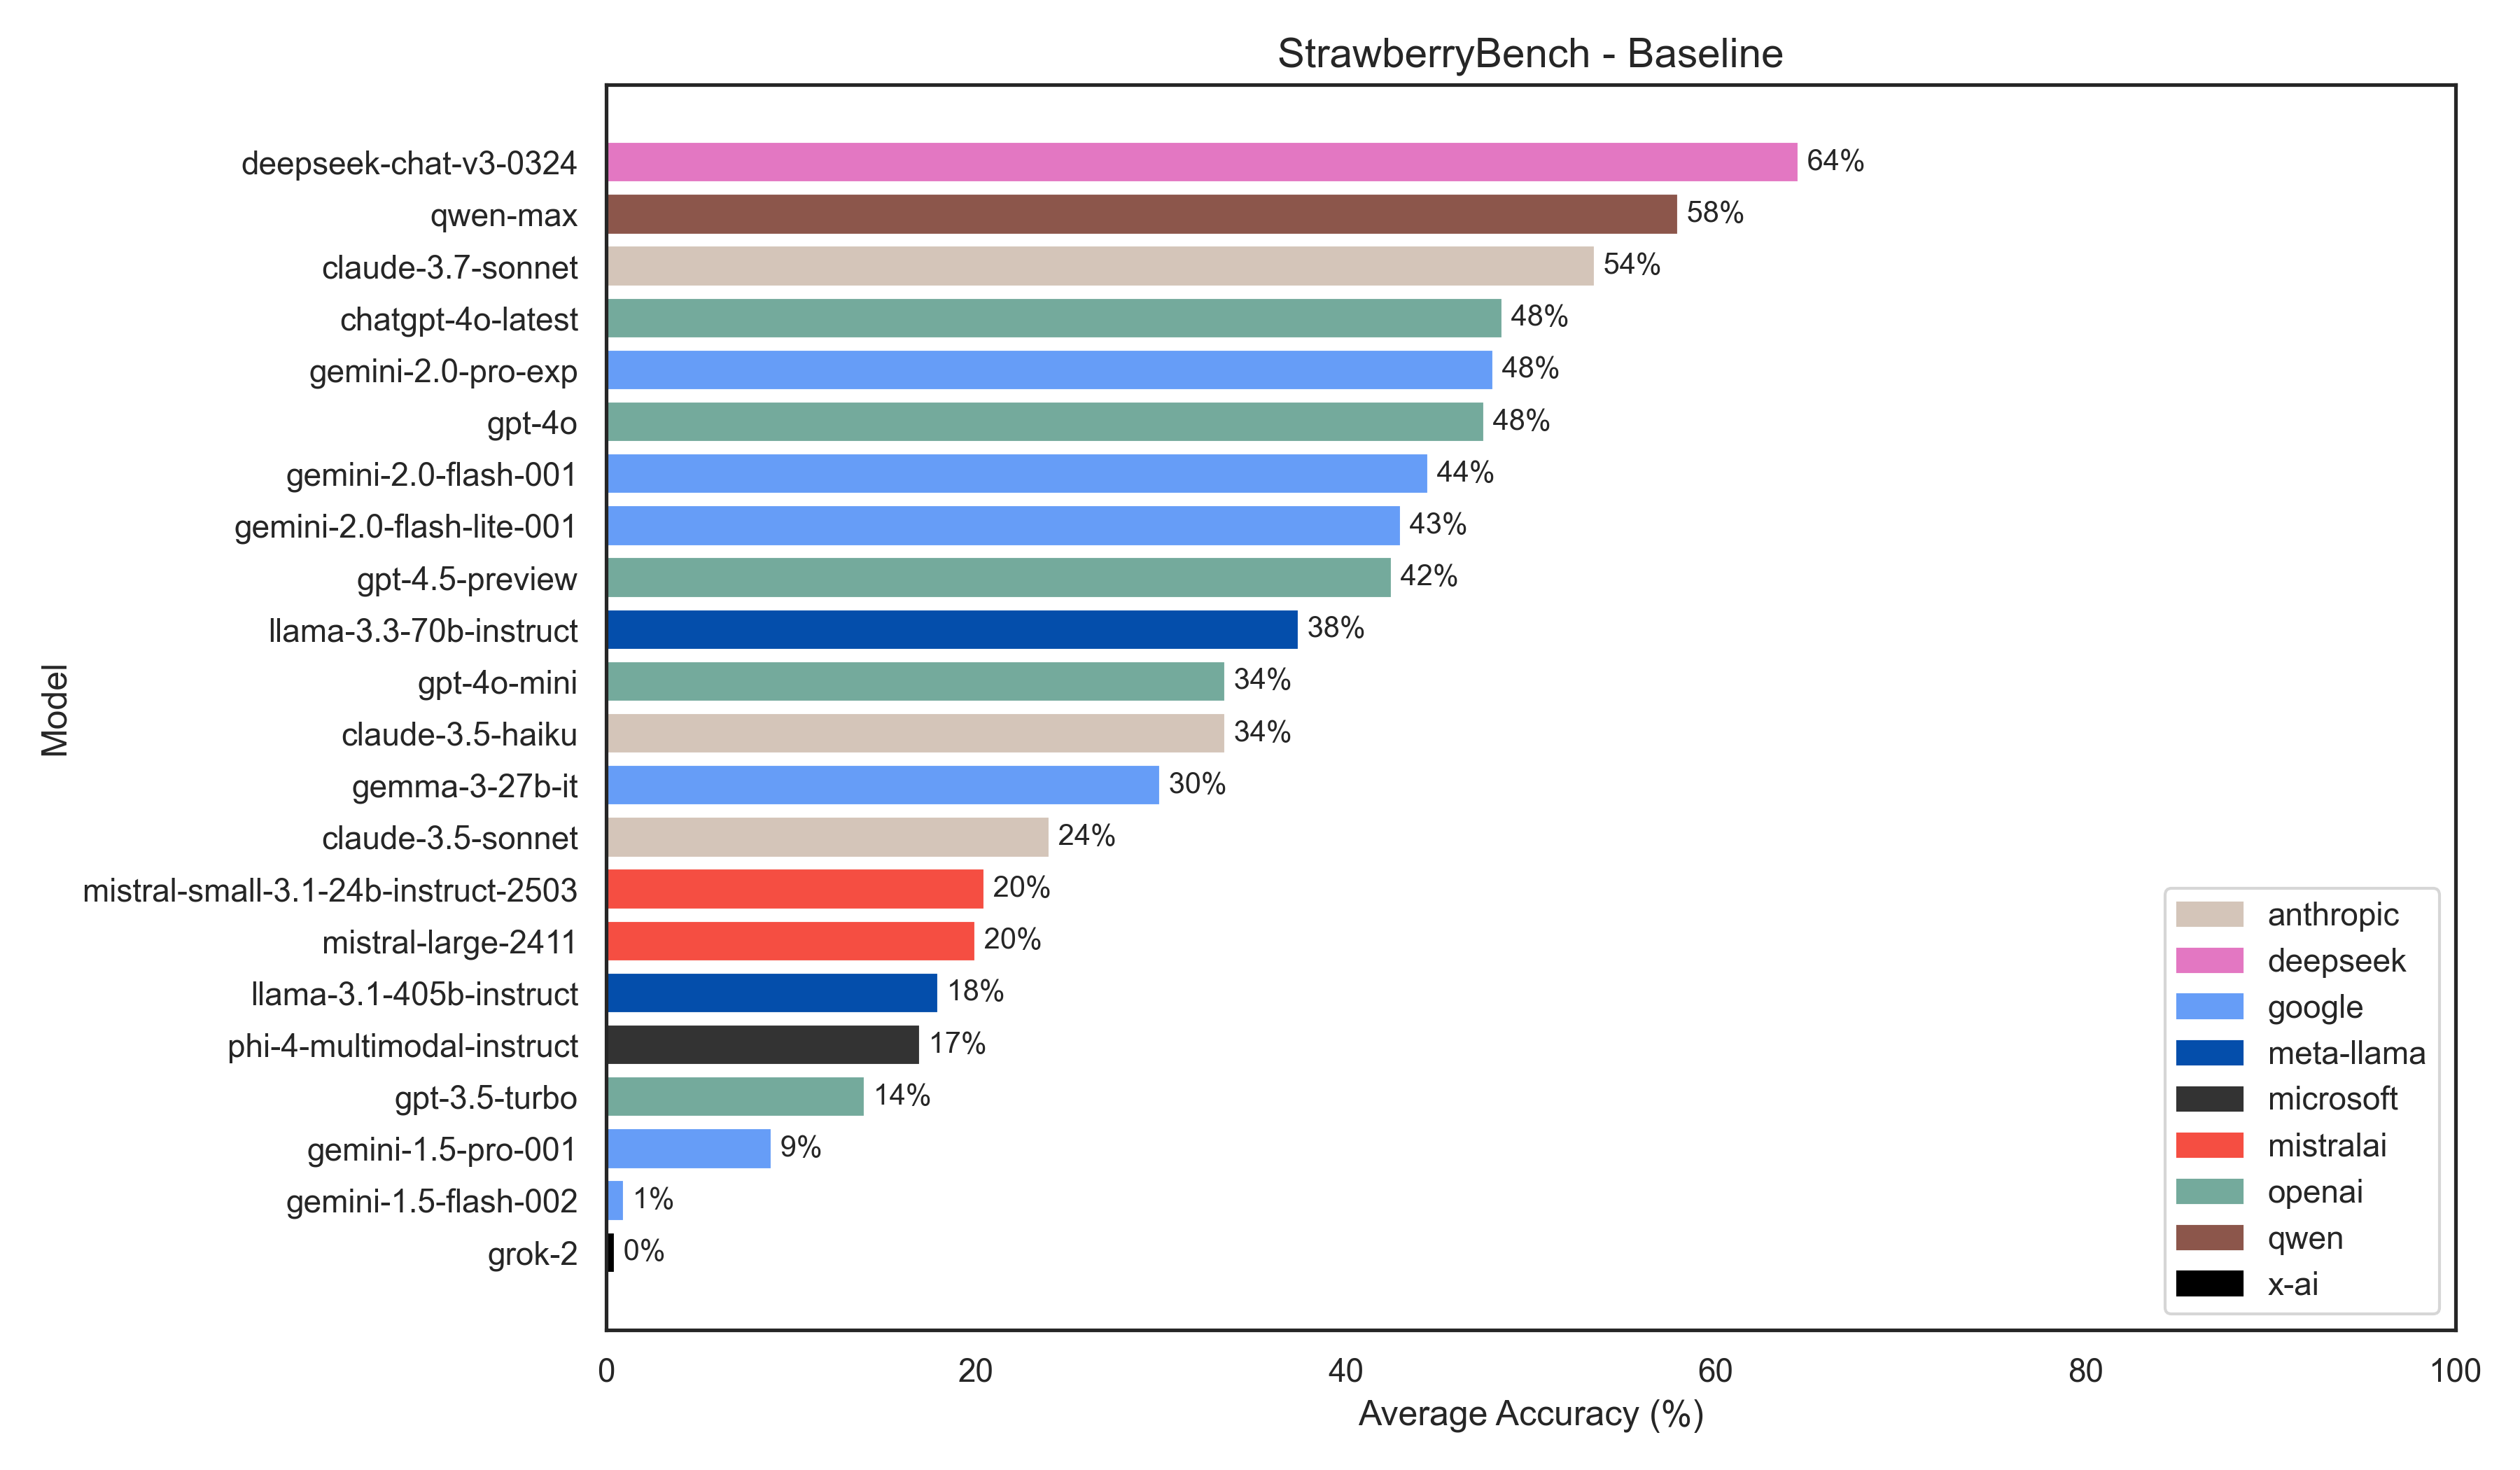 StrawberryBench - Baseline
Model
deepseek-chat-v3-0324 64%
qwen-max 58%
claude-3.7-sonnet 54%
chatgpt-4o-latest 48%
gemini-2.0-pro-exp 48%
gpt-4o 48%
gemini-2.0-flash-001 44%
gemini-2.0-flash-lite-001 43%
gpt-4.5-preview 42%
llama-3.3-70b-instruct 38%
gpt-4o-mini 34%
claude-3.5-haiku 34%
gemma-3-27b-it 30%
claude-3.5-sonnet 24%
mistral-small-3.1-24b-instruct-2503 20%
mistral-large-2411 20%
llama-3.1-405b-instruct 18%
phi-4-multimodal-instruct 17%
gpt-3.5-turbo 14%
gemini-1.5-pro-001 9%
gemini-1.5-flash-002 1%
grok-2 0%
anthropic
deepseek
google
meta-llama
microsoft
mistralai
openai
qwen
x-ai
0 20 40 60 80 100
Average Accuracy (%)